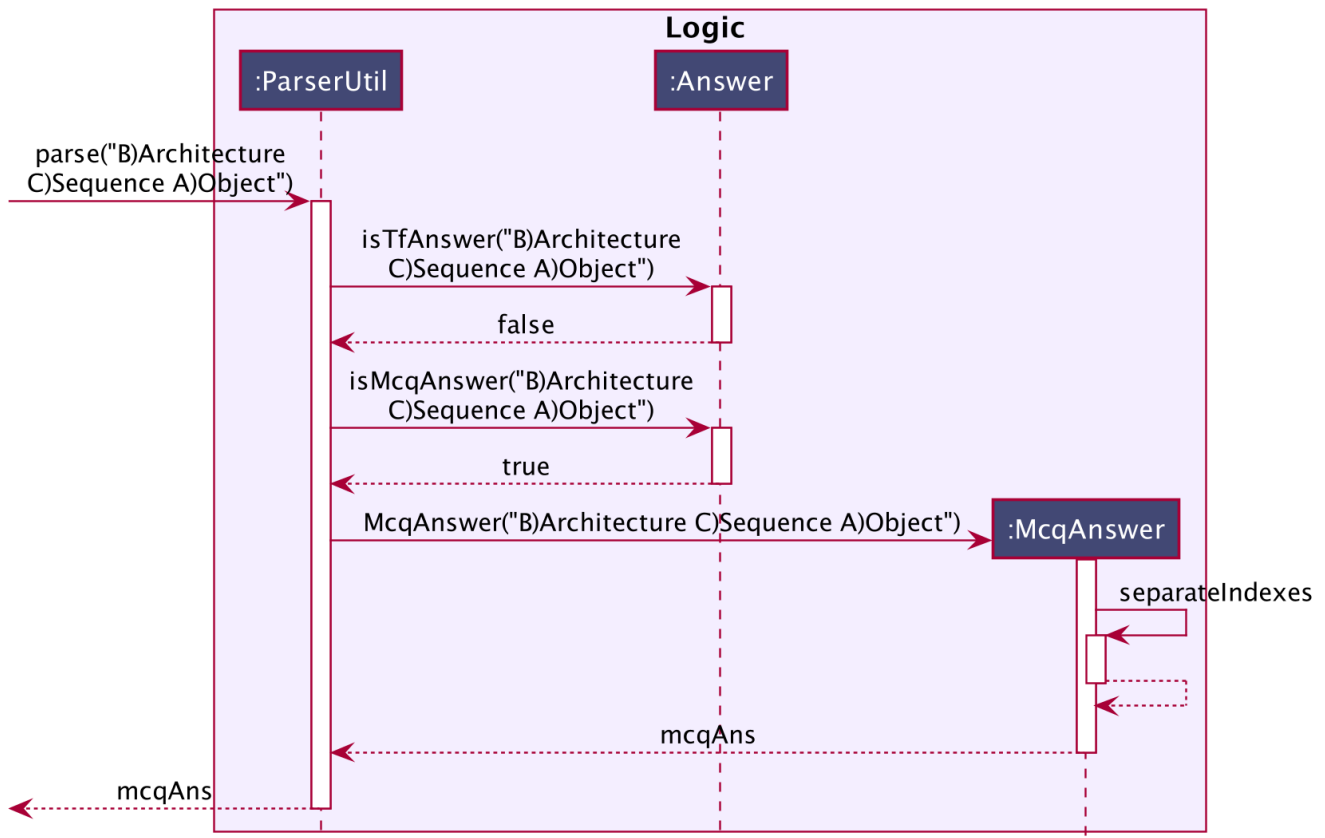 Logic
:ParserUtil
:Answer
parse("B)Architecture
C)Sequence A)Object")
isTfAnswer("B)Architecture
C)Sequence A)Object")
false
isMcqAnswer("B)Architecture
C)Sequence A)Object")
true
McqAnswer("B)Architecture C)Sequence A)Object")
:McqAnswer
separateIndexes
mcqAns
mcqAns